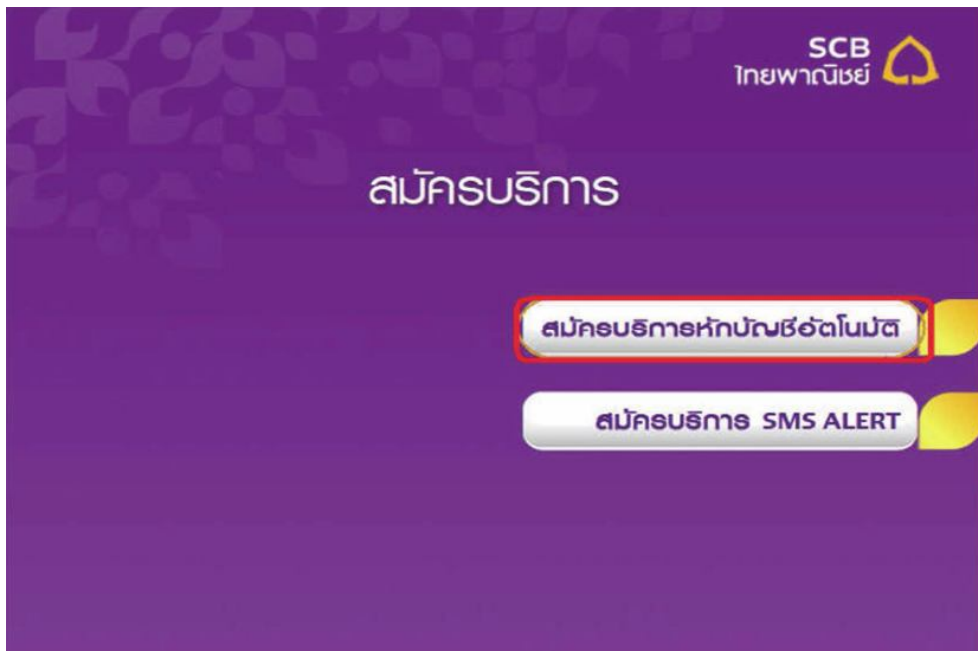 SCB
ไทยพาณิชย์
สมัครบริการ
สมัครบริการหักบัญชีอัตโนมัติ
สมัครบริการ SMS ALERT